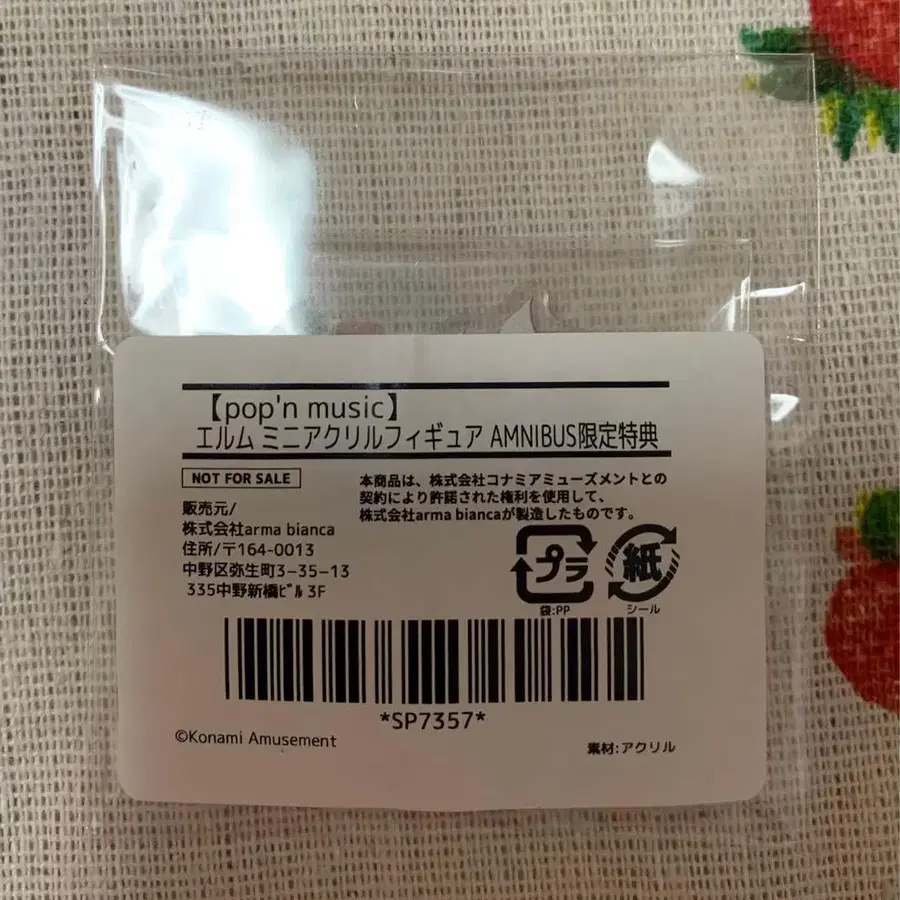 【pop'n music】
エルム ミニアクリルフィギュア AMNIBUS限定特典
NOT FOR SALE
販売元/
株式会社arma bianca
住所/〒164-0013
中野区弥生町3-35-13
335中野新橋ﾋﾞﾙ 3F
本商品は、株式会社コナミアミューズメントとの
契約により許諾された権利を使用して、
株式会社arma biancaが製造したものです。
プラ
袋:PP
紙
シール
*SP7357*
©Konami Amusement
素材:アクリル